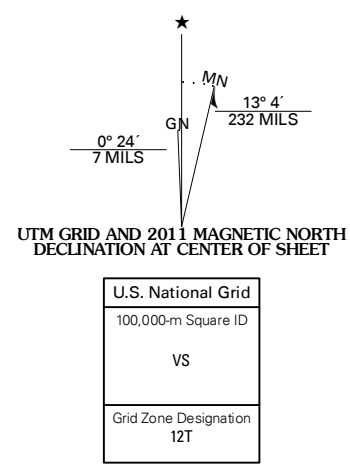 ★
MN
13° 4´
232 MILS
GN
0° 24´
7 MILS
UTM GRID AND 2011 MAGNETIC NORTH
DECLINATION AT CENTER OF SHEET
U.S. National Grid
100,000-m Square ID
VS
Grid Zone Designation
12T